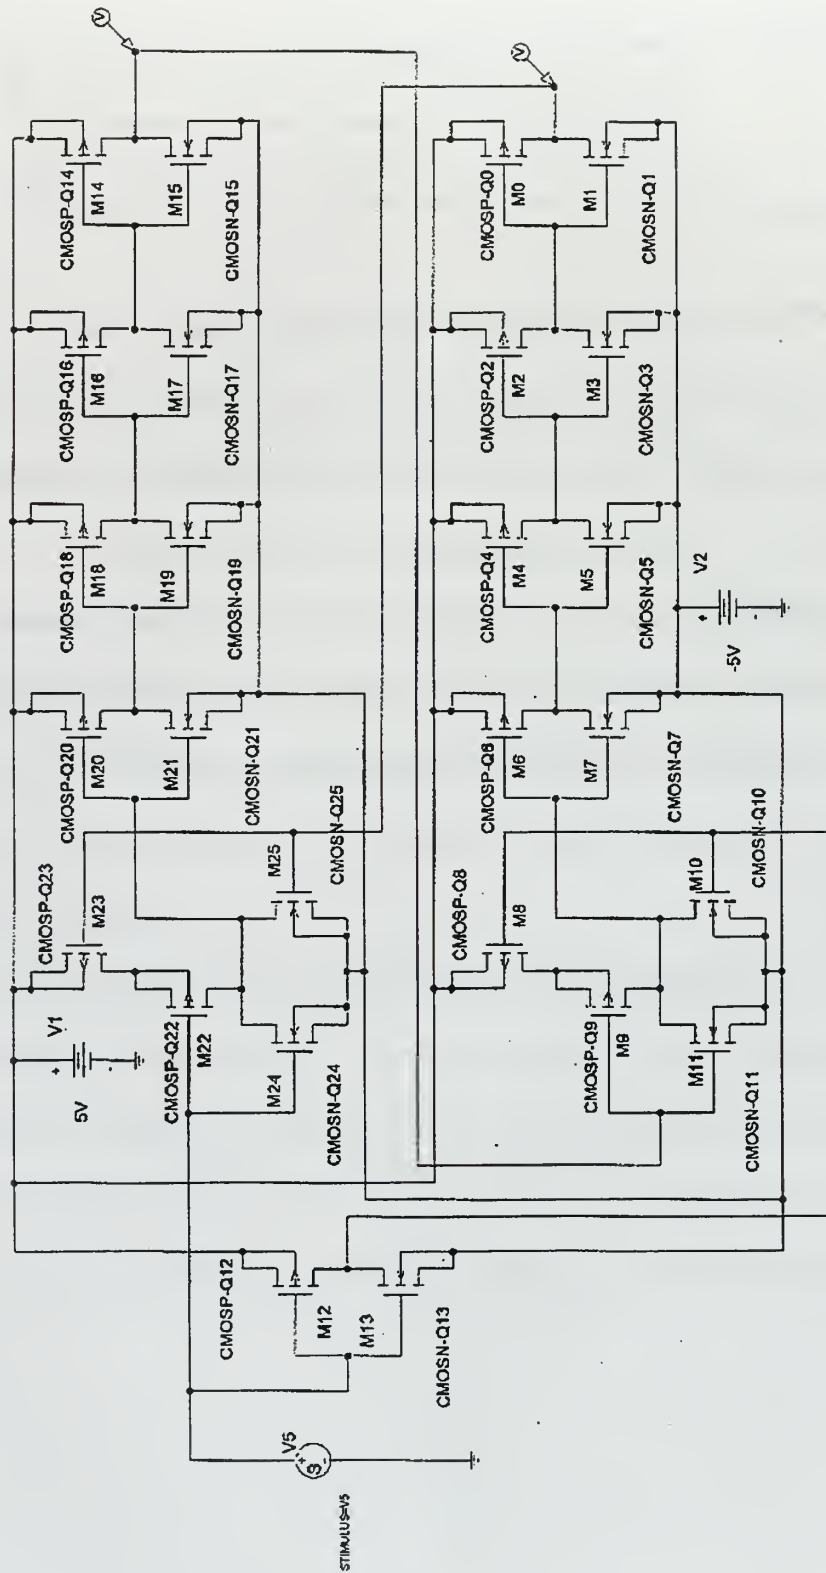 V
CMOSP-Q14
M14
M15
CMOSN-Q15
CMOSP-Q16
M16
M17
CMOSN-Q17
CMOSP-Q18
M18
M19
CMOSN-Q19
CMOSP-Q20
M20
M21
CMOSN-Q21
CMOSP-Q23
M23
M25
CMOSN-Q25
V1
+
5V
CMOSP-Q22
M22
M24
CMOSN-Q24
V
CMOSP-Q0
M0
M1
CMOSN-Q1
CMOSP-Q2
M2
M3
CMOSN-Q3
CMOSP-Q4
M4
M5
CMOSN-Q5
V2
+
-5V
CMOSP-Q6
M6
M7
CMOSN-Q7
CMOSP-Q8
M8
M10
CMOSN-Q10
CMOSP-Q9
M9
M11
CMOSN-Q11
CMOSP-Q12
M12
M13
CMOSN-Q13
V5
+ S -
STIMULUS=V5